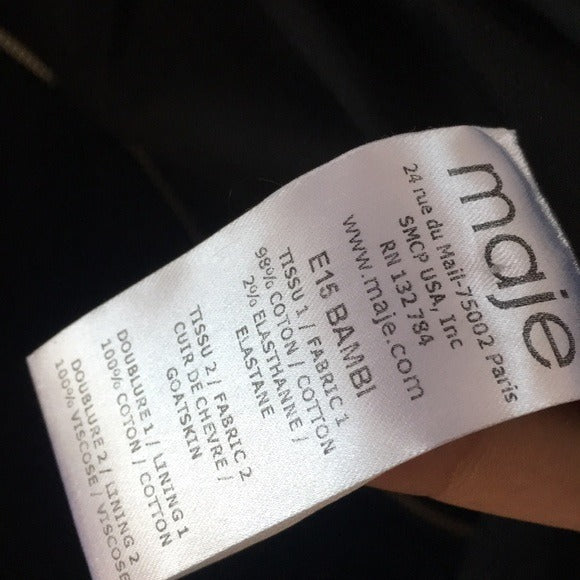 maje
24 rue du Mail-75002 Paris
SMCP USA, Inc
RN 132 784
www.maje.com
E15 BAMBI
TISSU 1 / FABRIC 1
98% COTON / COTTON
2% ELASTHANNE /
ELASTANE
TISSU 2 / FABRIC 2
CUIR DE CHEVRE /
GOATSKIN
DOUBLURE 1 / LINING 1
100% COTON / COTTON
DOUBLURE 2 / LINING 2
100% VISCOSE / VISCOSE